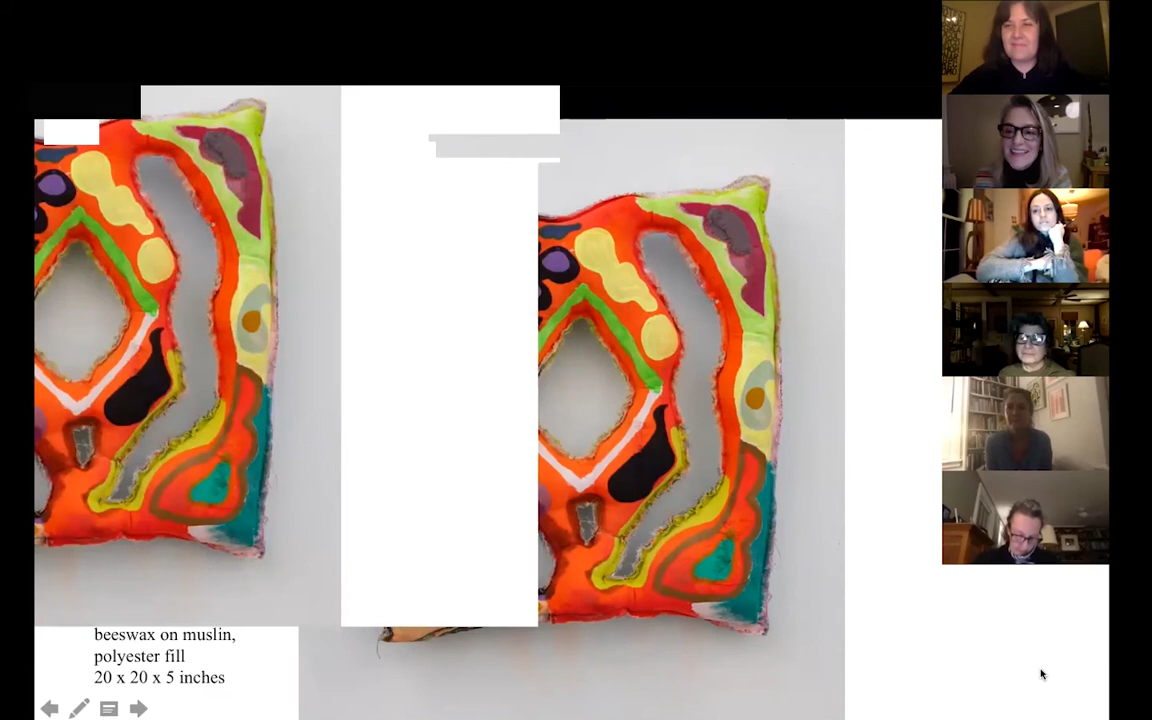 beeswax on muslin,
polyester fill
20 x 20 x 5 inches